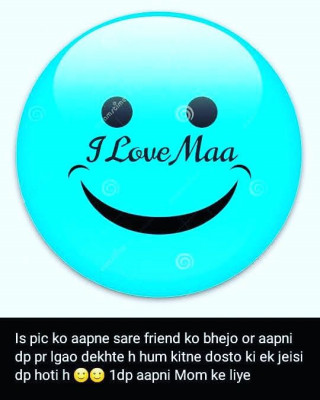 I Love Maa
Is pic ko aapne sare friend ko bhejo or aapni
dp pr lgao dekhte h hum kitne dosto ki ek jeisi
dp hoti h 😊😊 1dp aapni Mom ke liye